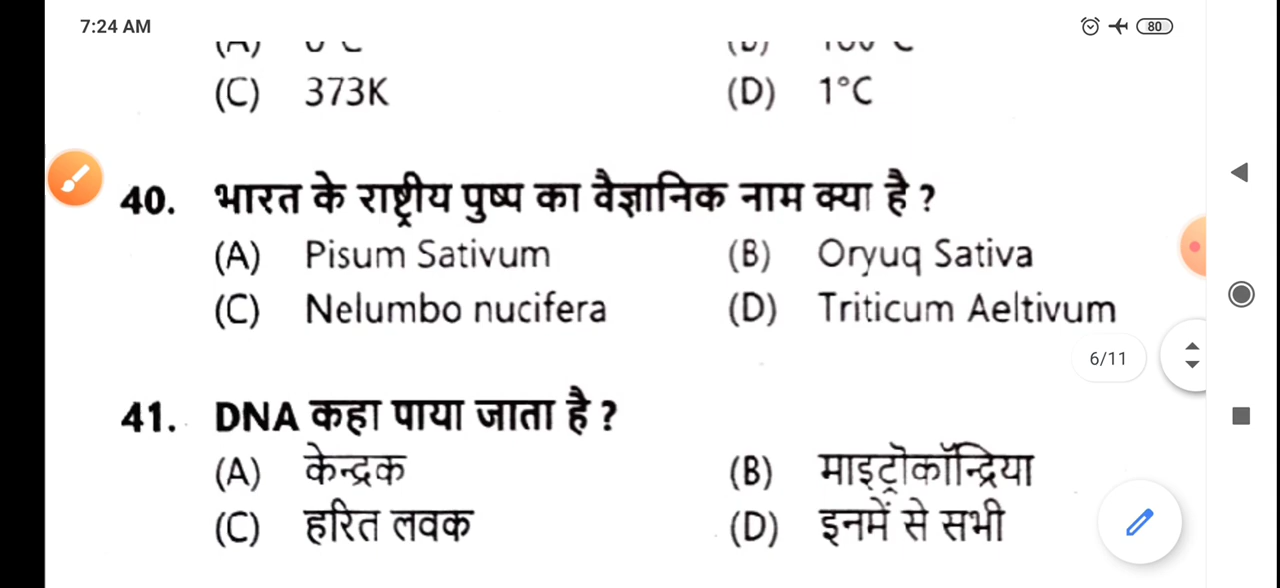 7:24 AM 80
(C) 373K (D) 1°C
40. भारत के राष्ट्रीय पुष्प का वैज्ञानिक नाम क्या है ?
(A) Pisum Sativum (B) Oryuq Sativa
(C) Nelumbo nucifera (D) Triticum Aeltivum
6/11
41. DNA कहा पाया जाता है ?
(A) केन्द्रक (B) माइट्रोकॉन्द्रिया
(C) हरित लवक (D) इनमें से सभी